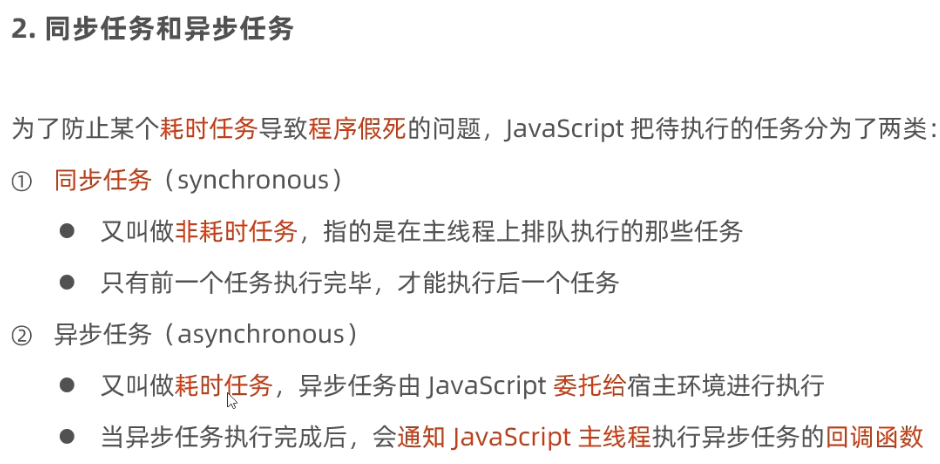 2. 同步任务和异步任务
为了防止某个耗时任务导致程序假死的问题，JavaScript 把待执行的任务分为了两类：
① 同步任务（synchronous）
● 又叫做非耗时任务，指的是在主线程上排队执行的那些任务
● 只有前一个任务执行完毕，才能执行后一个任务
② 异步任务（asynchronous）
● 又叫做耗时任务，异步任务由 JavaScript 委托给宿主环境进行执行
● 当异步任务执行完成后，会通知 JavaScript 主线程执行异步任务的回调函数